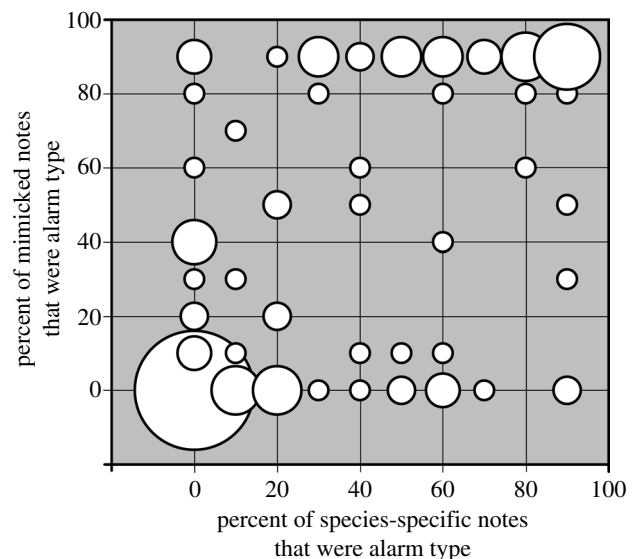 100
80
60
40
20
0
percent of mimicked notes
that were alarm type
0 20 40 60 80 100
percent of species-specific notes
that were alarm type